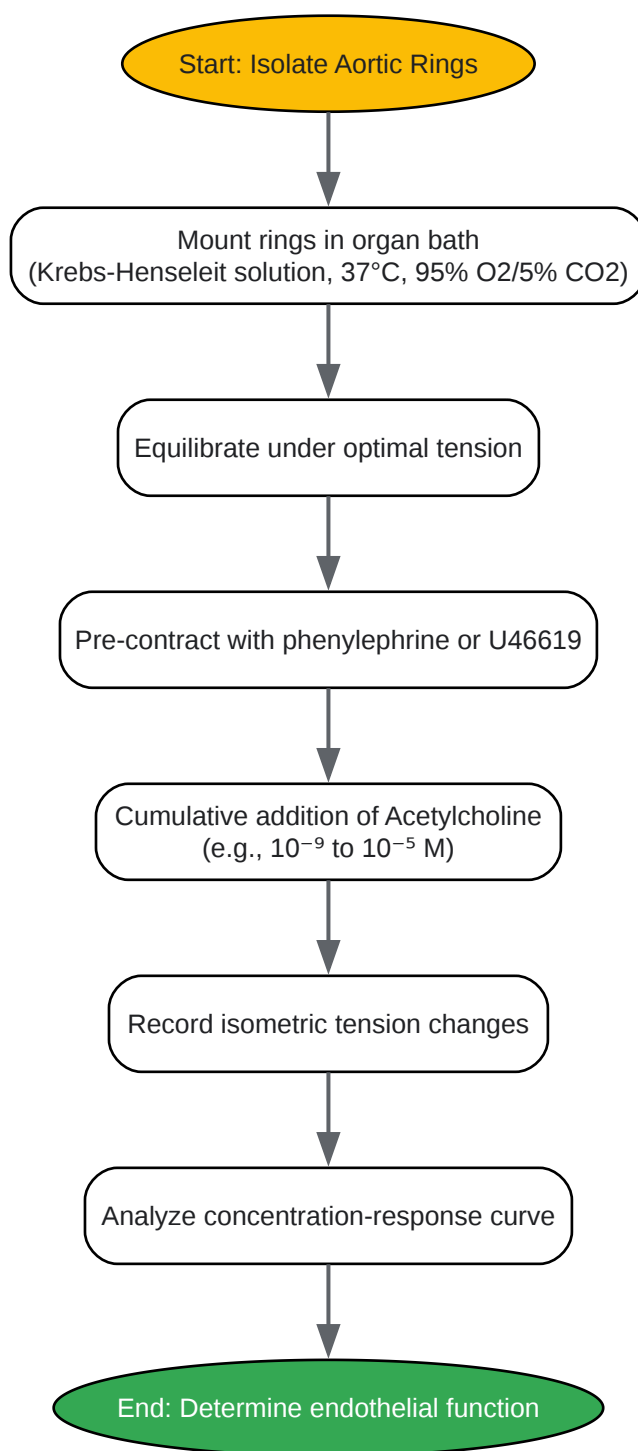 Start: Isolate Aortic Rings
Mount rings in organ bath
(Krebs-Henseleit solution, 37°C, 95% O2/5% CO2)
Equilibrate under optimal tension
Pre-contract with phenylephrine or U46619
Cumulative addition of Acetylcholine
(e.g., 10⁻⁹ to 10⁻⁵ M)
Record isometric tension changes
Analyze concentration-response curve
End: Determine endothelial function